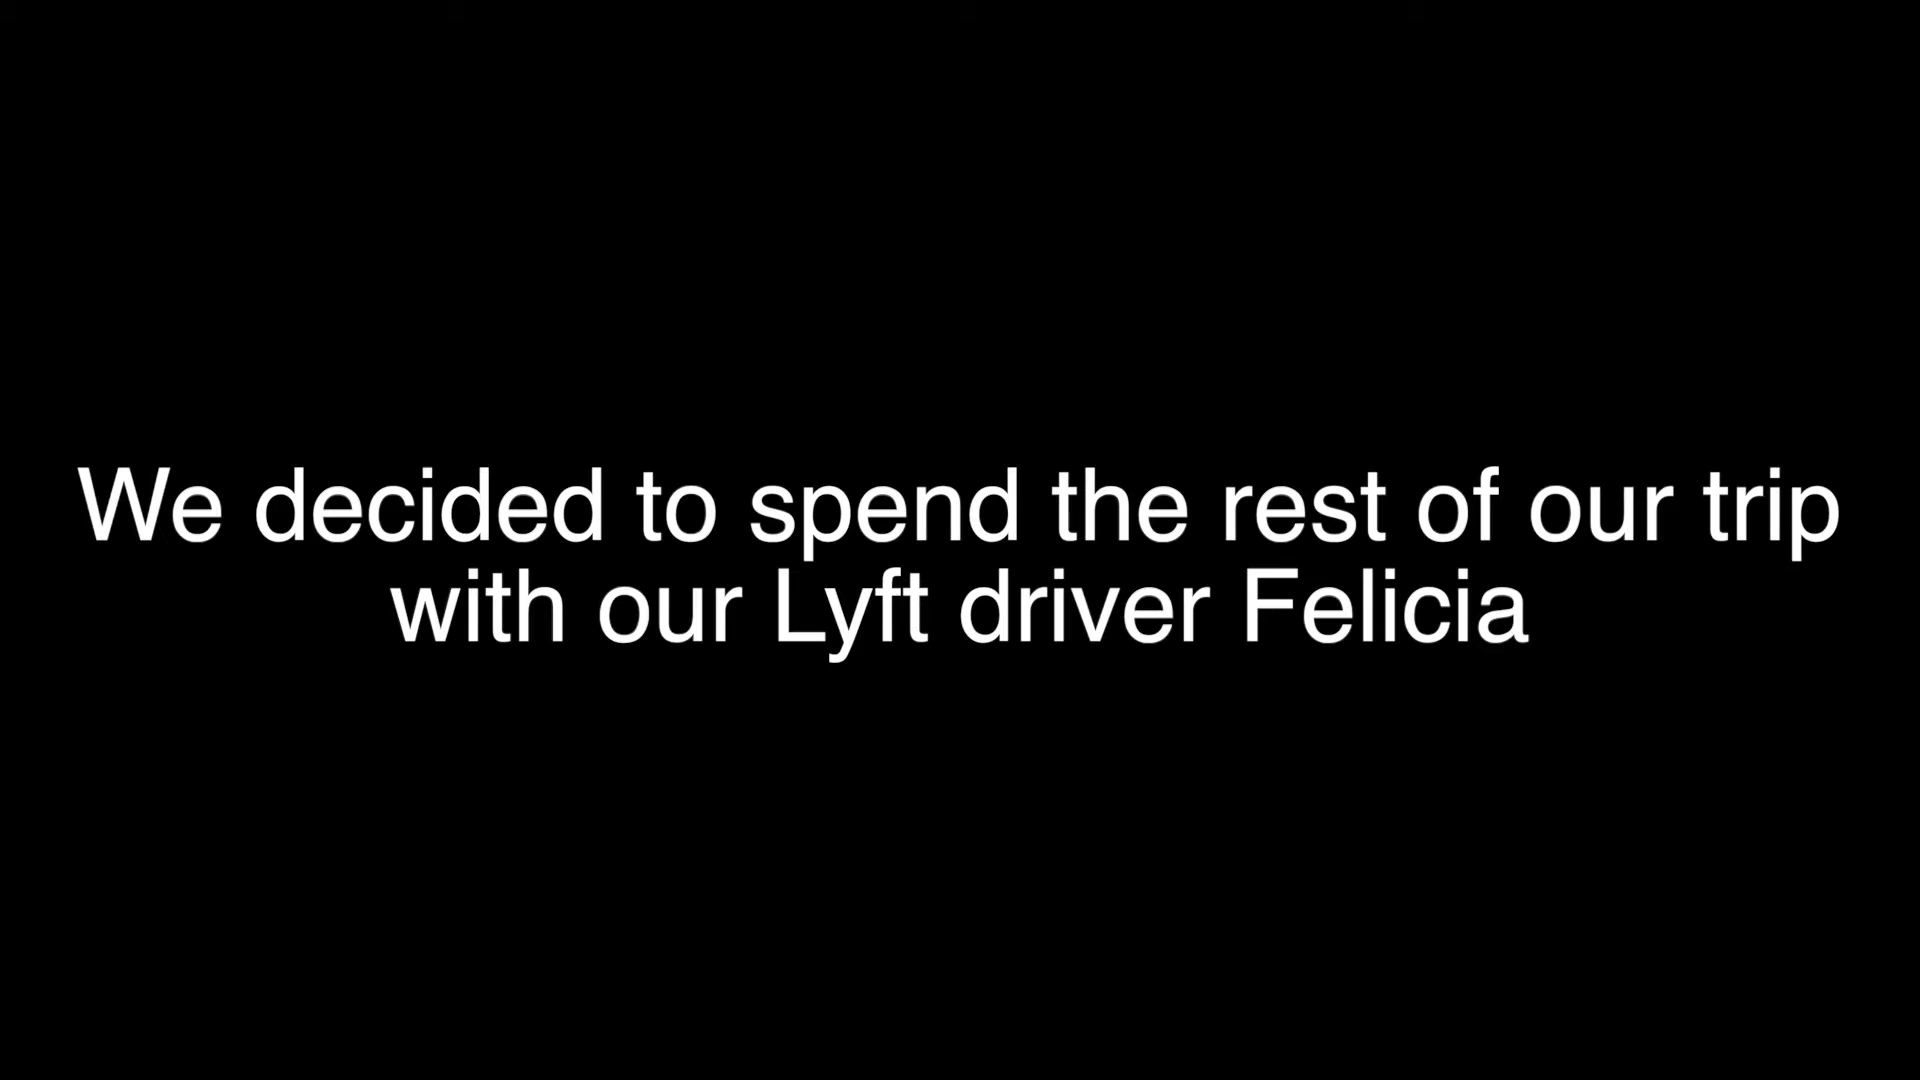 We decided to spend the rest of our trip
with our Lyft driver Felicia